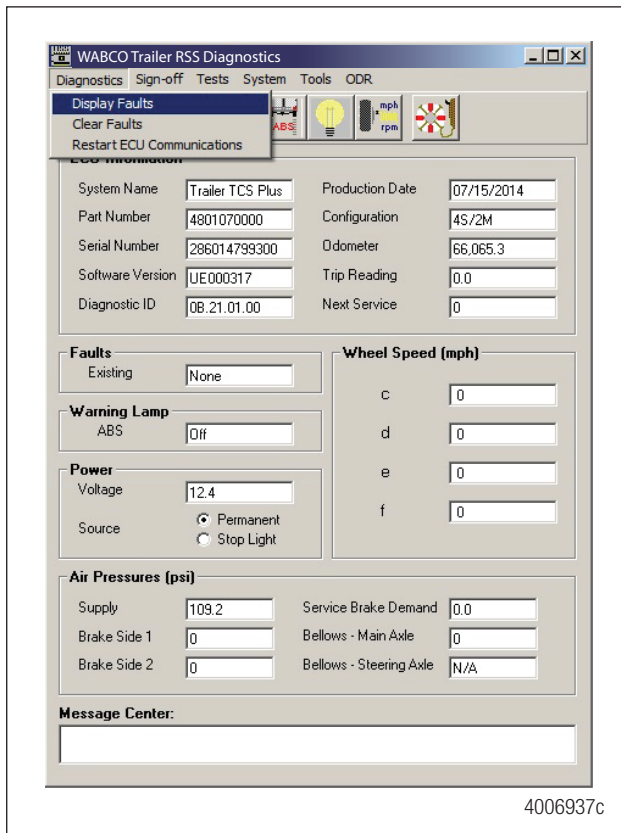 WABCO Trailer RSS Diagnostics
Diagnostics Sign-off Tests System Tools ODR
Display Faults
Clear Faults
Restart ECU Communications
ABS
mph
rpm
ECU Information
System Name Trailer TCS Plus Production Date 07/15/2014
Part Number 4801070000 Configuration 4S/2M
Serial Number 286014799300 Odometer 66,065.3
Software Version UE000317 Trip Reading 0.0
Diagnostic ID 0B.21.01.00 Next Service 0
Faults
Existing None
Wheel Speed (mph)
c 0
d 0
e 0
f 0
Warning Lamp
ABS Off
Power
Voltage 12.4
Source Permanent
Stop Light
Air Pressures (psi)
Supply 109.2 Service Brake Demand 0.0
Brake Side 1 0 Bellows - Main Axle 0
Brake Side 2 0 Bellows - Steering Axle N/A
Message Center:
4006937c